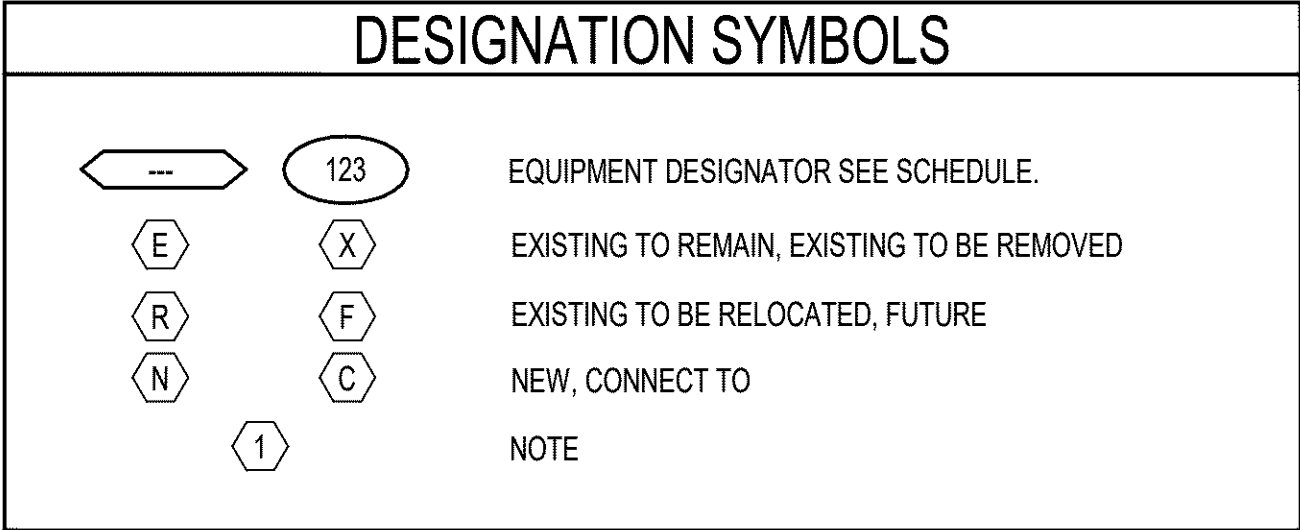 DESIGNATION SYMBOLS
--- 123 EQUIPMENT DESIGNATOR SEE SCHEDULE.
E X EXISTING TO REMAIN, EXISTING TO BE REMOVED
R F EXISTING TO BE RELOCATED, FUTURE
N C NEW, CONNECT TO
1 NOTE